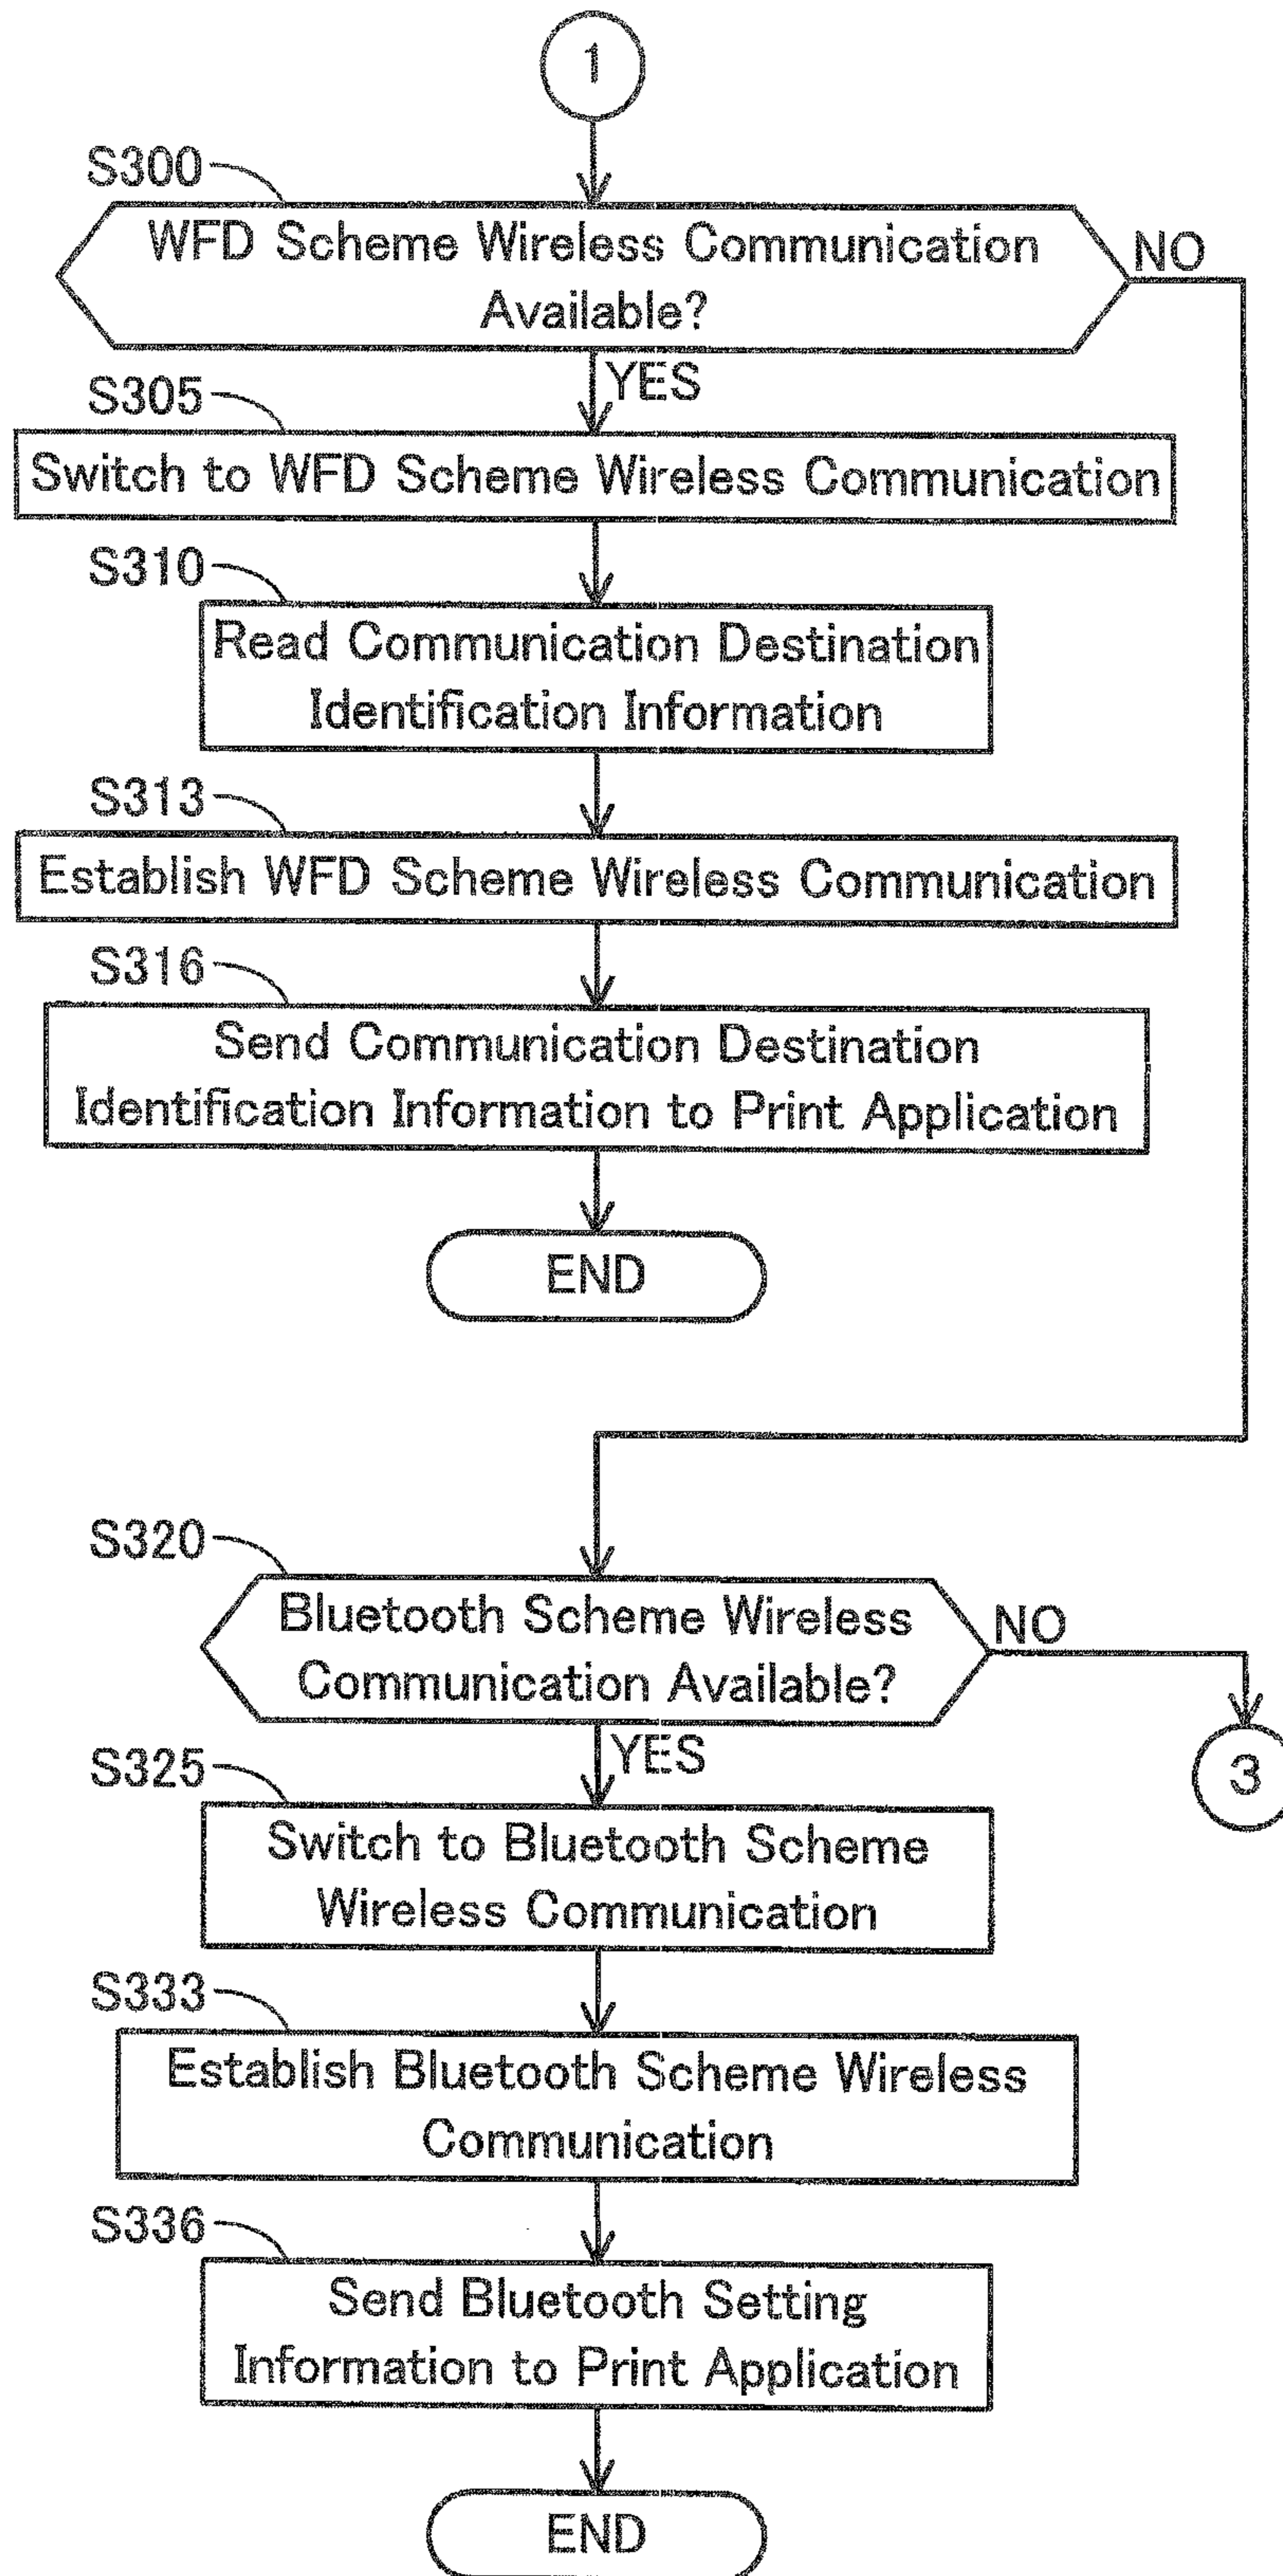 1
S300
WFD Scheme Wireless Communication
Available?
NO
YES
S305
Switch to WFD Scheme Wireless Communication
S310
Read Communication Destination
Identification Information
S313
Establish WFD Scheme Wireless Communication
S316
Send Communication Destination
Identification Information to Print Application
END
S320
Bluetooth Scheme Wireless
Communication Available?
NO
YES
3
S325
Switch to Bluetooth Scheme
Wireless Communication
S333
Establish Bluetooth Scheme Wireless
Communication
S336
Send Bluetooth Setting
Information to Print Application
END